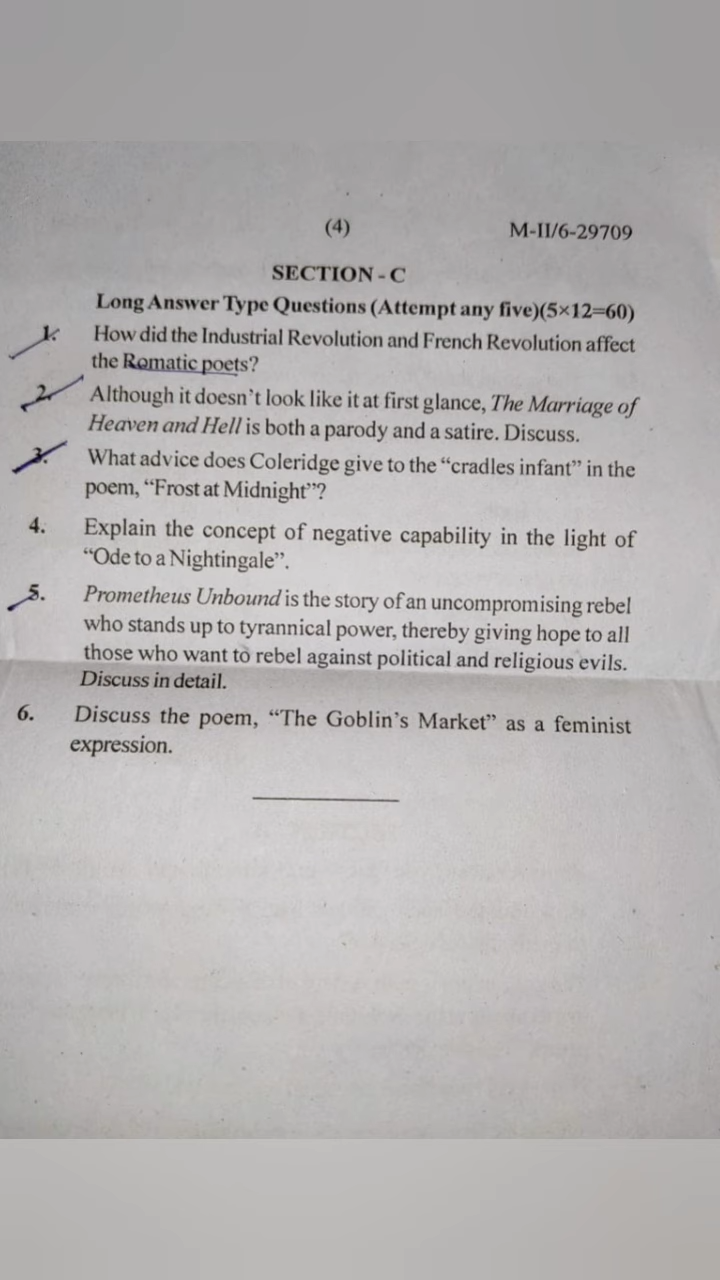 (4) M-II/6-29709
SECTION - C
Long Answer Type Questions (Attempt any five)(5×12=60)
1. How did the Industrial Revolution and French Revolution affect
the Romatic poets?
2. Although it doesn't look like it at first glance, The Marriage of
Heaven and Hell is both a parody and a satire. Discuss.
3. What advice does Coleridge give to the “cradles infant” in the
poem, “Frost at Midnight”?
4. Explain the concept of negative capability in the light of
“Ode to a Nightingale”.
5. Prometheus Unbound is the story of an uncompromising rebel
who stands up to tyrannical power, thereby giving hope to all
those who want to rebel against political and religious evils.
Discuss in detail.
6. Discuss the poem, “The Goblin's Market” as a feminist
expression.